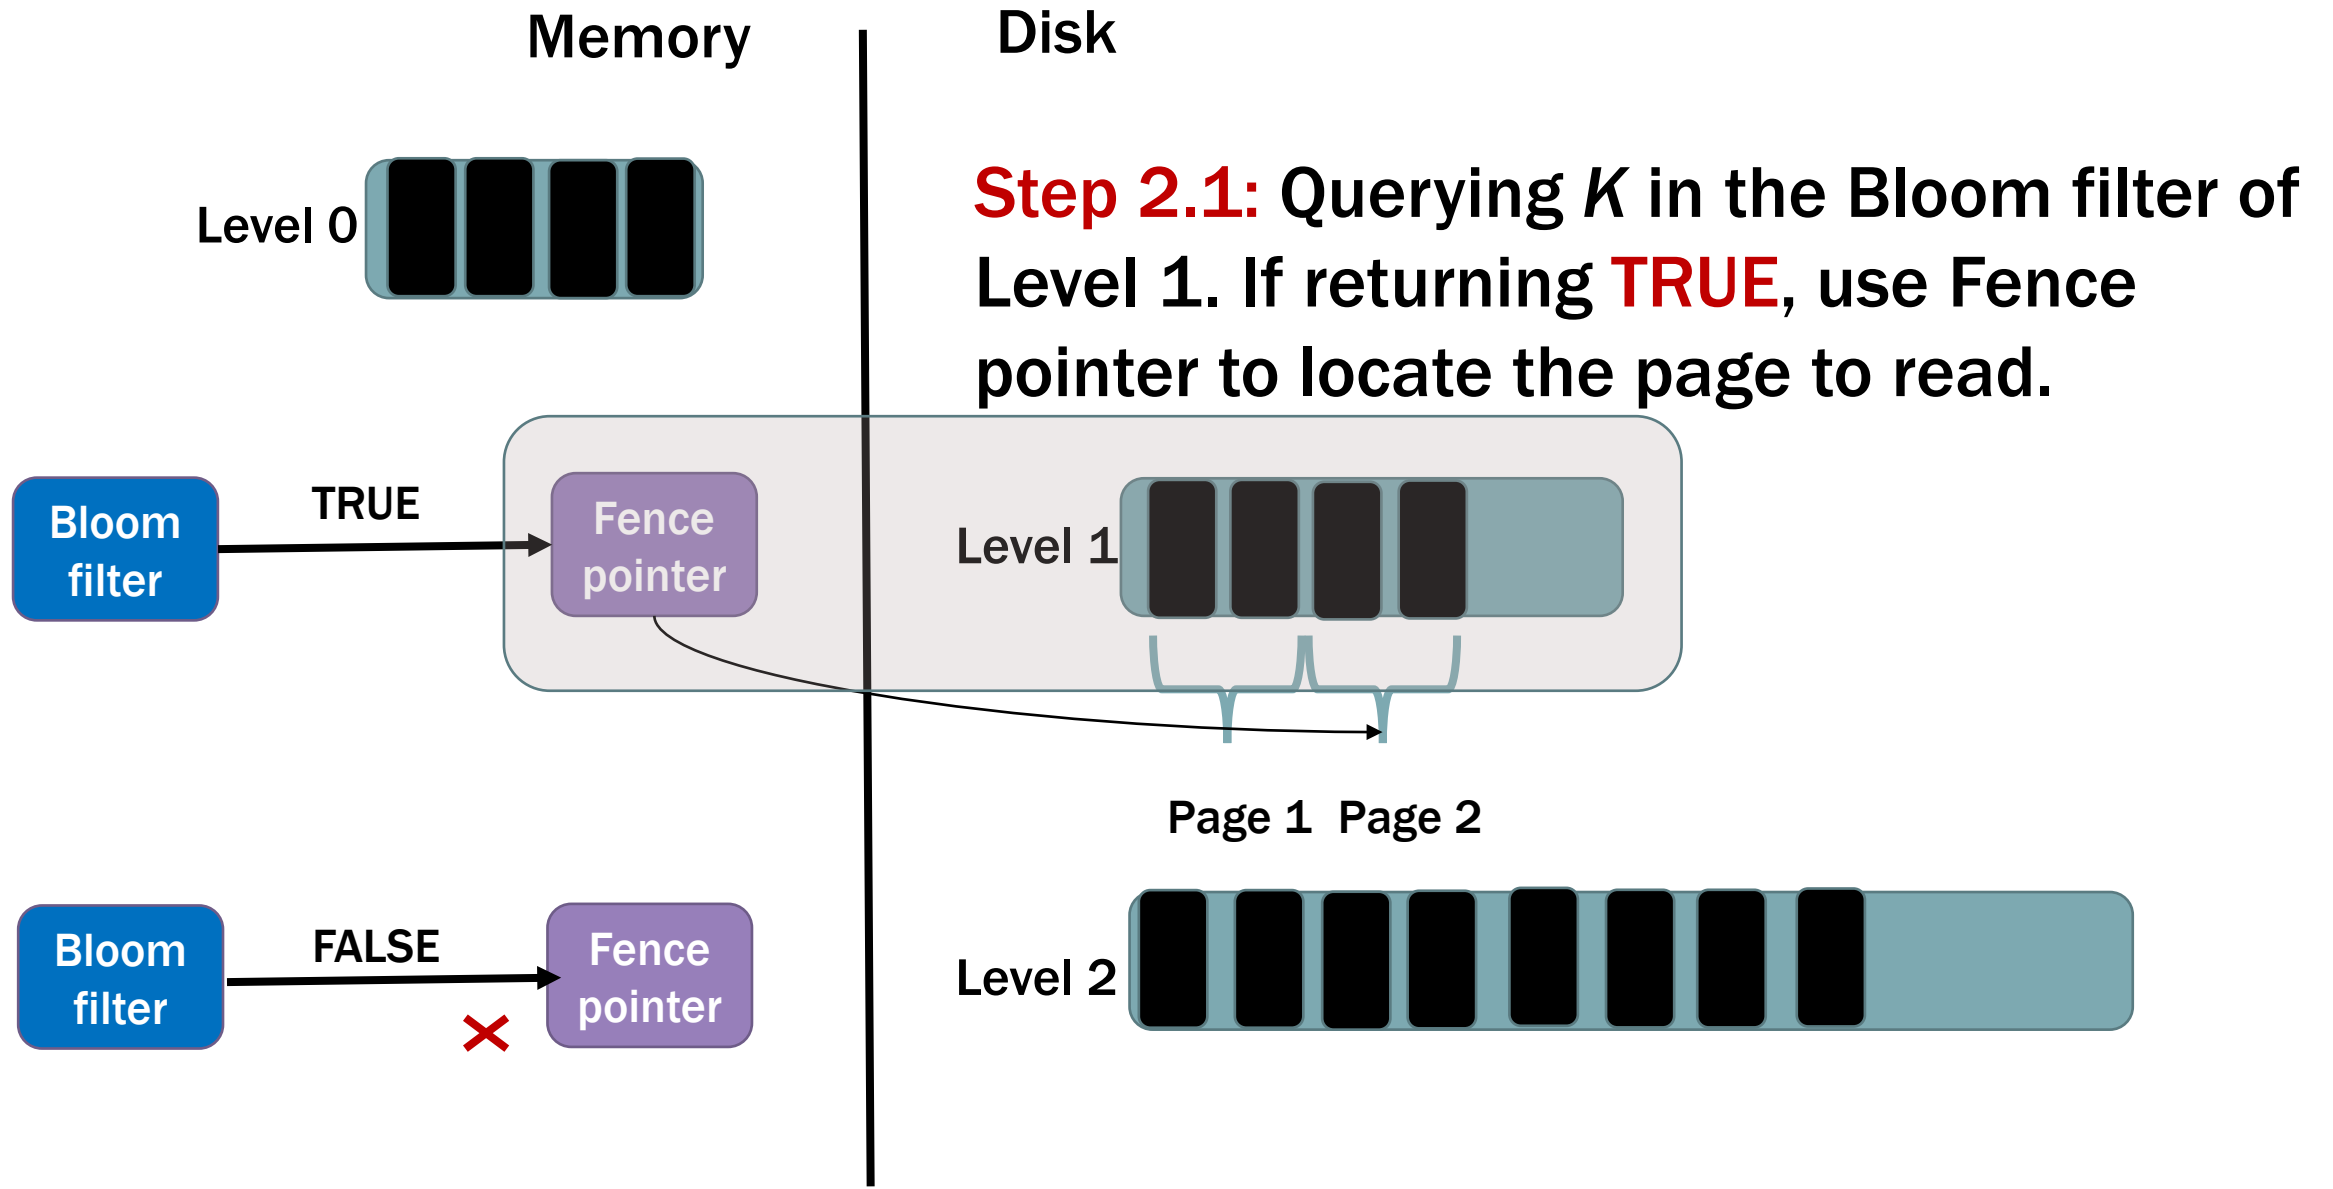 Memory
Disk
Level 0
Step 2.1: Querying K in the Bloom filter of
Level 1. If returning TRUE, use Fence
pointer to locate the page to read.
Bloom
filter
TRUE
Fence
pointer
Level 1
Page 1 Page 2
Bloom
filter
FALSE
Fence
pointer
Level 2